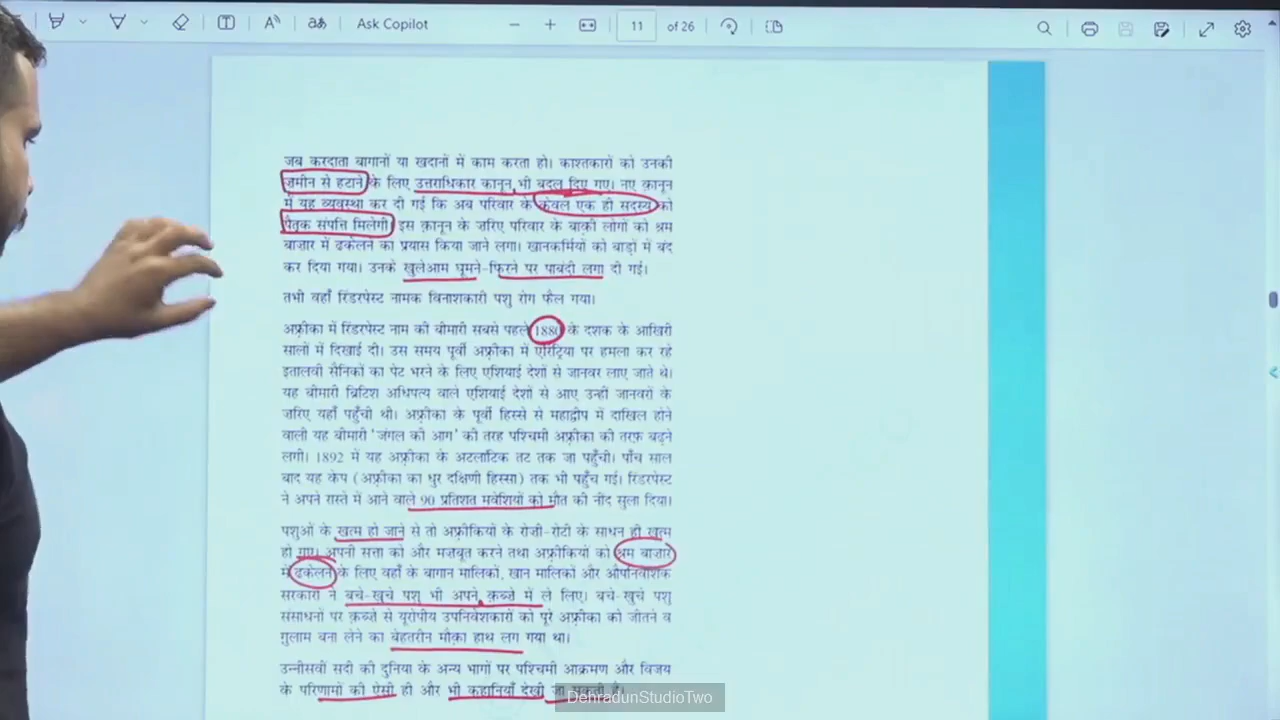 Ask Copilot
11 of 26
जब करदाता बागानों या खदानों में काम करता हो। काश्तकारों को उनकी
ज़मीन से हटाने के लिए उत्तराधिकार कानून भी बदल दिए गए। नए क़ानून
में यह व्यवस्था कर दी गई कि अब परिवार के केवल एक ही सदस्य को
पैतृक संपत्ति मिलेगी। इस क़ानून के ज़रिए परिवार के बाक़ी लोगों को श्रम
बाज़ार में ढकेलने का प्रयास किया जाने लगा। खानकर्मियों को बाड़ों में बंद
कर दिया गया। उनके खुलेआम घूमने-फिरने पर पाबंदी लगा दी गई।
तभी वहाँ रिंडरपेस्ट नामक विनाशकारी पशु रोग फैल गया।
अफ़्रीका में रिंडरपेस्ट नाम की बीमारी सबसे पहले 1880 के दशक के आखिरी
सालों में दिखाई दी। उस समय पूर्वी अफ़्रीका में एरिट्रिया पर हमला कर रहे
इतालवी सैनिकों का पेट भरने के लिए एशियाई देशों से जानवर लाए जाते थे।
यह बीमारी ब्रिटिश अधिपत्य वाले एशियाई देशों से आए उन्हीं जानवरों के
ज़रिए यहाँ पहुँची थी। अफ़्रीका के पूर्वी हिस्से से महाद्वीप में दाखिल होने
वाली यह बीमारी 'जंगल की आग' की तरह पश्चिमी अफ़्रीका की तरफ़ बढ़ने
लगी। 1892 में यह अफ़्रीका के अटलांटिक तट तक जा पहुँची। पाँच साल
बाद यह केप (अफ़्रीका का धुर दक्षिणी हिस्सा) तक भी पहुँच गई। रिंडरपेस्ट
ने अपने रास्ते में आने वाले 90 प्रतिशत मवेशियों को मौत की नींद सुला दिया।
पशुओं के खत्म हो जाने से तो अफ़्रीकियों के रोज़ी-रोटी के साधन ही खत्म
हो गए। अपनी सत्ता को और मज़बूत करने तथा अफ़्रीकियों को श्रम बाज़ार
में ढकेलने के लिए वहाँ के बागान मालिकों, खान मालिकों और औपनिवेशिक
सरकारों ने बचे-खुचे पशु भी अपने क़ब्ज़े में ले लिए। बचे-खुचे पशु
संसाधनों पर क़ब्ज़े से यूरोपीय उपनिवेशकारों को पूरे अफ़्रीका को जीतने व
गुलाम बना लेने का बेहतरीन मौक़ा हाथ लग गया था।
उन्नीसवीं सदी की दुनिया के अन्य भागों पर पश्चिमी आक्रमण और विजय
के परिणामों की ऐसी ही और भी कहानियाँ देखी जा सकती हैं।
DehradunStudioTwo